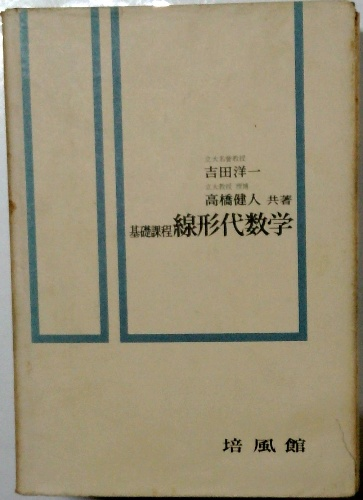 立大名誉教授
吉田洋一
立大教授 理博
高橋健人 共著
基礎課程 線形代数学
培風館